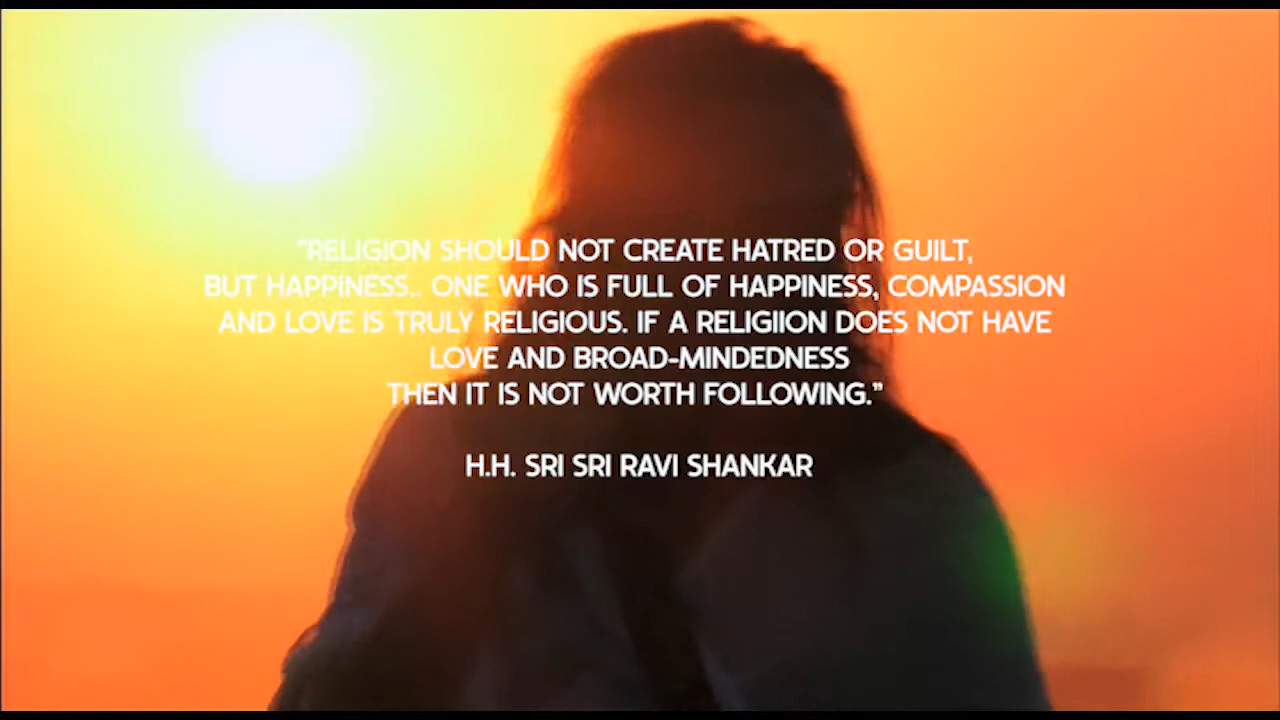 "RELIGION SHOULD NOT CREATE HATRED OR GUILT,
BUT HAPPINESS.. ONE WHO IS FULL OF HAPPINESS, COMPASSION
AND LOVE IS TRULY RELIGIOUS. IF A RELIGIION DOES NOT HAVE
LOVE AND BROAD-MINDEDNESS
THEN IT IS NOT WORTH FOLLOWING."
H.H. SRI SRI RAVI SHANKAR